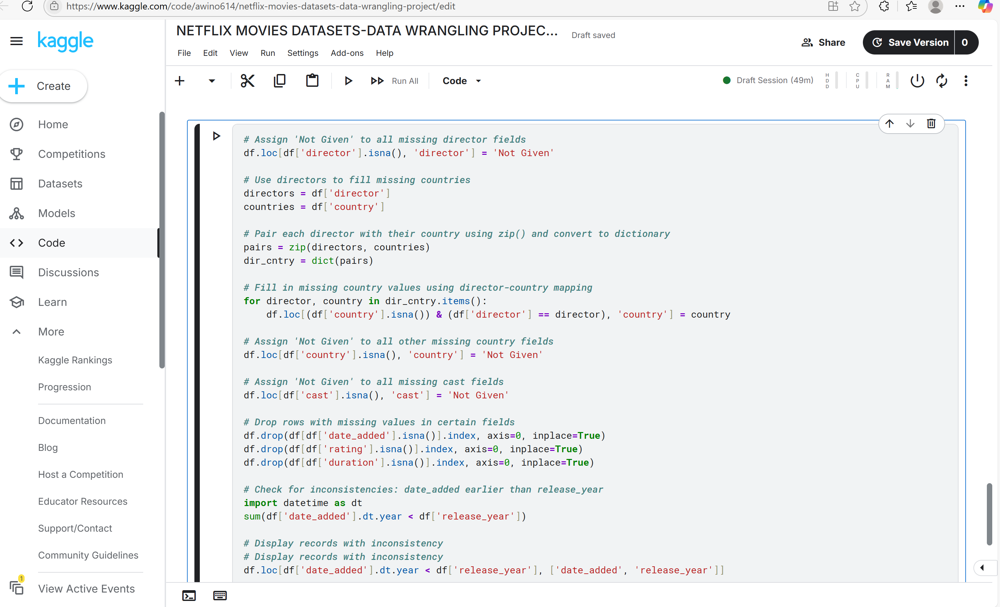 https://www.kaggle.com/code/awino614/netflix-movies-datasets-data-wrangling-project/edit
kaggle
NETFLIX MOVIES DATASETS-DATA WRANGLING PROJEC...
Draft saved
File Edit View Run Settings Add-ons Help
Share
Save Version 0
Create
Run All
Code
Draft Session (49m)
HDD
CPU
RAM
Home
Competitions
Datasets
Models
Code
Discussions
Learn
More
Kaggle Rankings
Progression
Documentation
Blog
Host a Competition
Educator Resources
Support/Contact
Community Guidelines
1
View Active Events
# Assign 'Not Given' to all missing director fields
df.loc[df['director'].isna(), 'director'] = 'Not Given'
# Use directors to fill missing countries
directors = df['director']
countries = df['country']
# Pair each director with their country using zip() and convert to dictionary
pairs = zip(directors, countries)
dir_cntry = dict(pairs)
# Fill in missing country values using director-country mapping
for director, country in dir_cntry.items():
    df.loc[(df['country'].isna()) & (df['director'] == director), 'country'] = country
# Assign 'Not Given' to all other missing country fields
df.loc[df['country'].isna(), 'country'] = 'Not Given'
# Assign 'Not Given' to all missing cast fields
df.loc[df['cast'].isna(), 'cast'] = 'Not Given'
# Drop rows with missing values in certain fields
df.drop(df[df['date_added'].isna()].index, axis=0, inplace=True)
df.drop(df[df['rating'].isna()].index, axis=0, inplace=True)
df.drop(df[df['duration'].isna()].index, axis=0, inplace=True)
# Check for inconsistencies: date_added earlier than release_year
import datetime as dt
sum(df['date_added'].dt.year < df['release_year'])
# Display records with inconsistency
# Display records with inconsistency
df.loc[df['date_added'].dt.year < df['release_year'], ['date_added', 'release_year']]